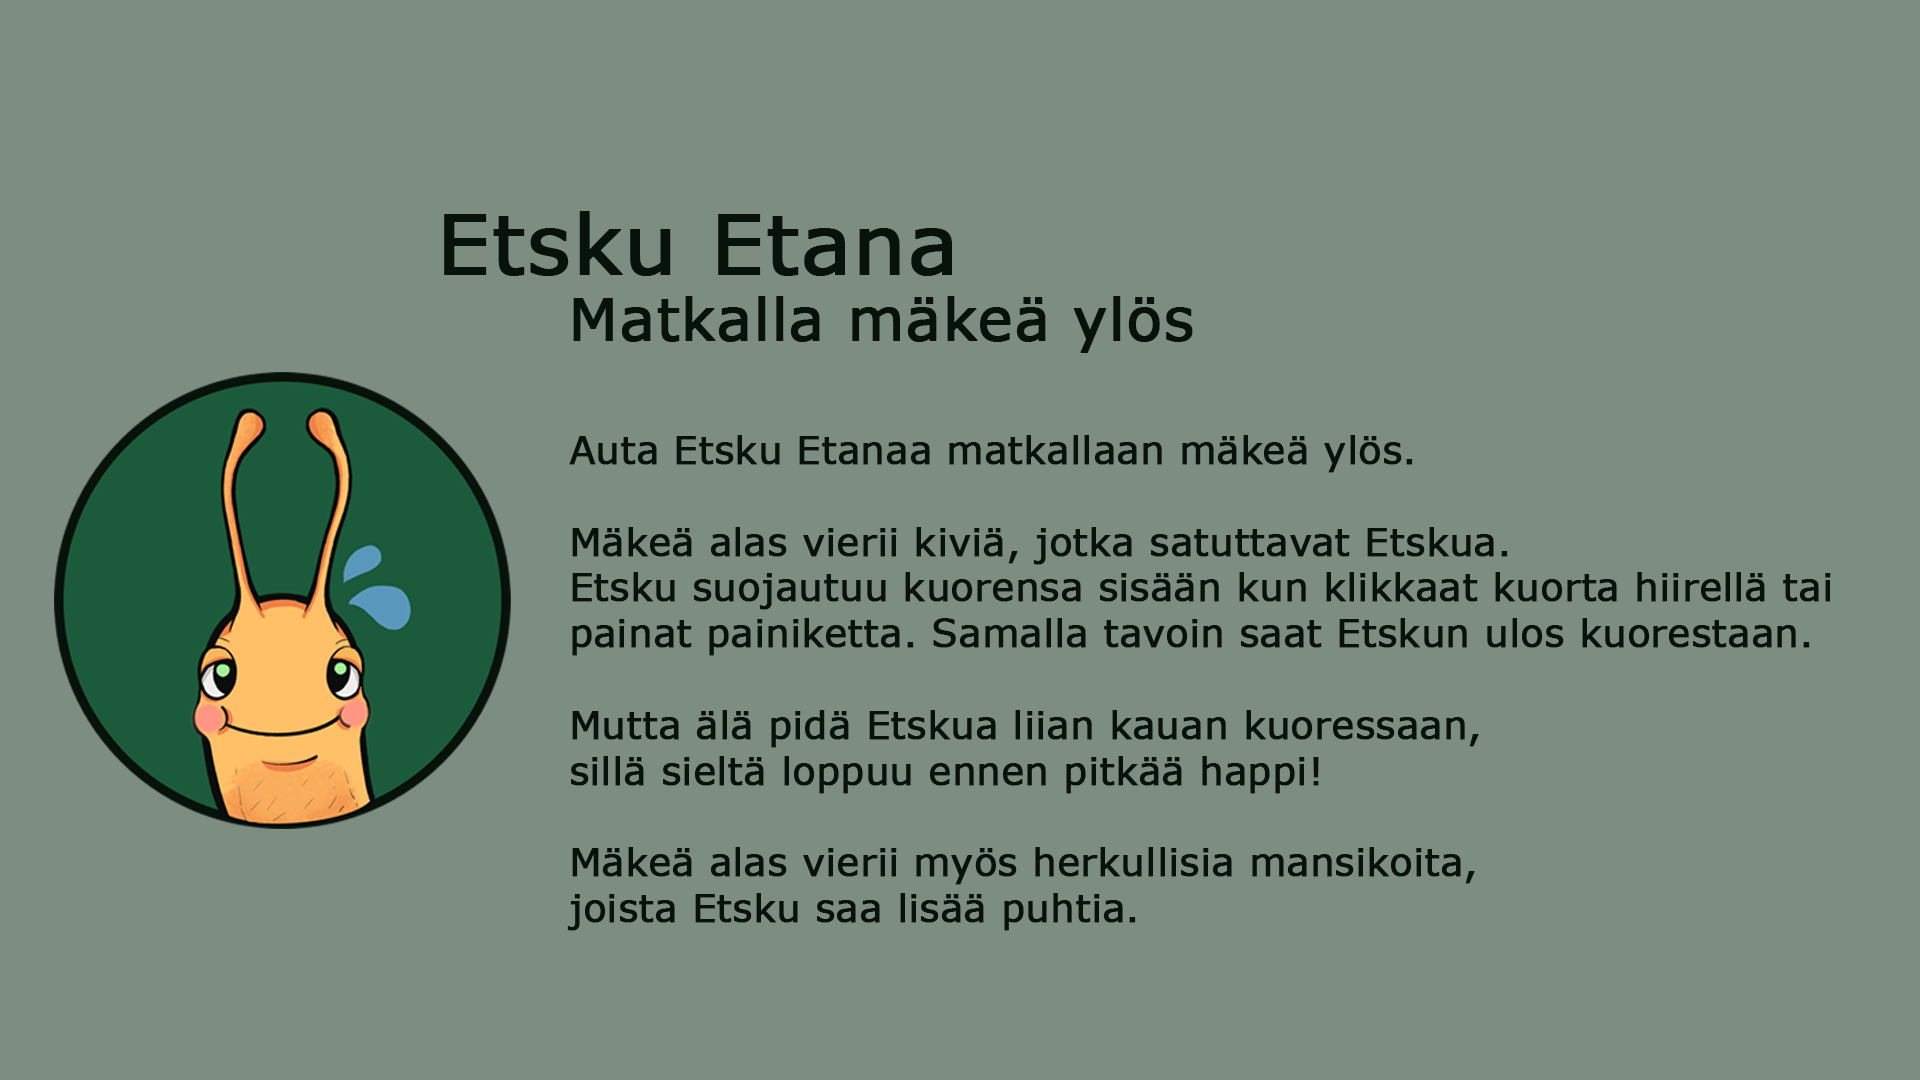 Etsku Etana
Matkalla mäkeä ylös
Auta Etsku Etanaa matkallaan mäkeä ylös.
Mäkeä alas vierii kiviä, jotka satuttavat Etskua.
Etsku suojautuu kuorensa sisään kun klikkaat kuorta hiirellä tai
painat painiketta. Samalla tavoin saat Etskun ulos kuorestaan.
Mutta älä pidä Etskua liian kauan kuoressaan,
sillä sieltä loppuu ennen pitkää happi!
Mäkeä alas vierii myös herkullisia mansikoita,
joista Etsku saa lisää puhtia.